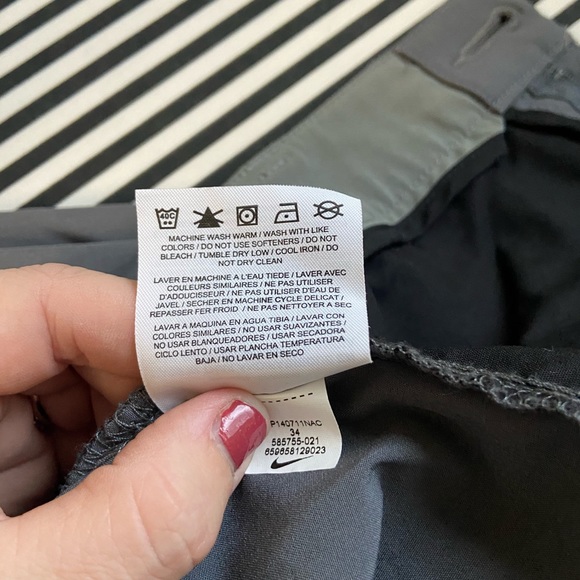 40C
MACHINE WASH WARM / WASH WITH LIKE
COLORS / DO NOT USE SOFTENERS / DO NOT
BLEACH / TUMBLE DRY LOW / COOL IRON / DO
NOT DRY CLEAN
LAVER EN MACHINE A L'EAU TIEDE / LAVER AVEC
COULEURS SIMILAIRES / NE PAS UTILISER
D'ADOUCISSEUR / NE PAS UTILISER D'EAU DE
JAVEL / SECHER EN MACHINE CYCLE DELICAT /
REPASSER FER FROID / NE PAS NETTOYER A SEC
LAVAR A MAQUINA EN AGUA TIBIA / LAVAR CON
COLORES SIMILARES / NO USAR SUAVIZANTES /
NO USAR BLANQUEADORES / USAR SECADORA
CICLO LENTO / USAR PLANCHA TEMPERATURA
BAJA / NO LAVAR EN SECO
P140711NAC
34
585755-021
659658129023